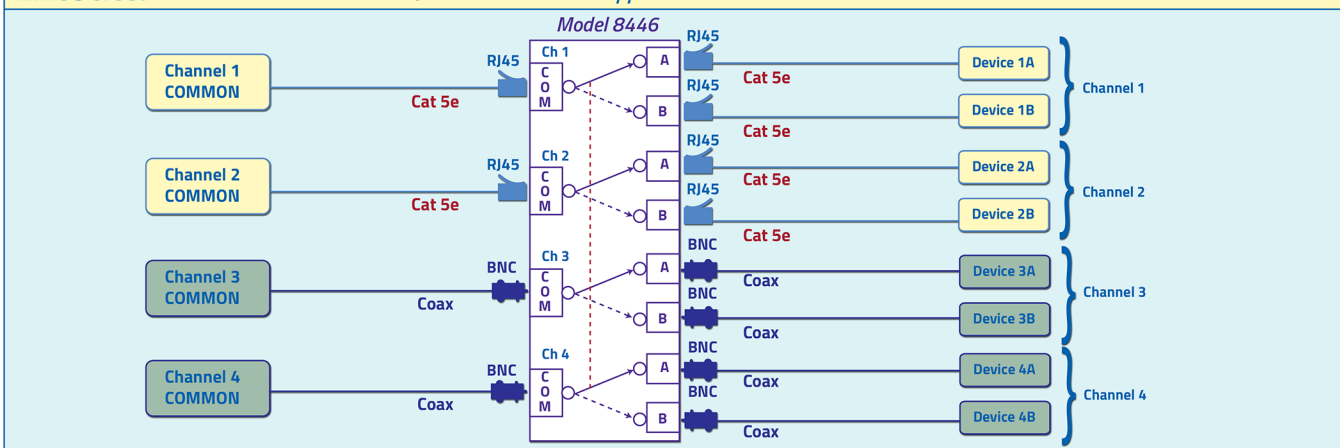 Model 8446
Channel 1
COMMON
Cat 5e
RJ45
Ch 1
C
O
M
A
B
RJ45
Cat 5e
RJ45
Cat 5e
Device 1A
Device 1B
Channel 1
Channel 2
COMMON
Cat 5e
RJ45
Ch 2
C
O
M
A
B
RJ45
Cat 5e
RJ45
Cat 5e
Device 2A
Device 2B
Channel 2
Channel 3
COMMON
Coax
BNC
Ch 3
C
O
M
A
B
BNC
Coax
BNC
Coax
Device 3A
Device 3B
Channel 3
Channel 4
COMMON
Coax
BNC
Ch 4
C
O
M
A
B
BNC
Coax
BNC
Coax
Device 4A
Device 4B
Channel 4